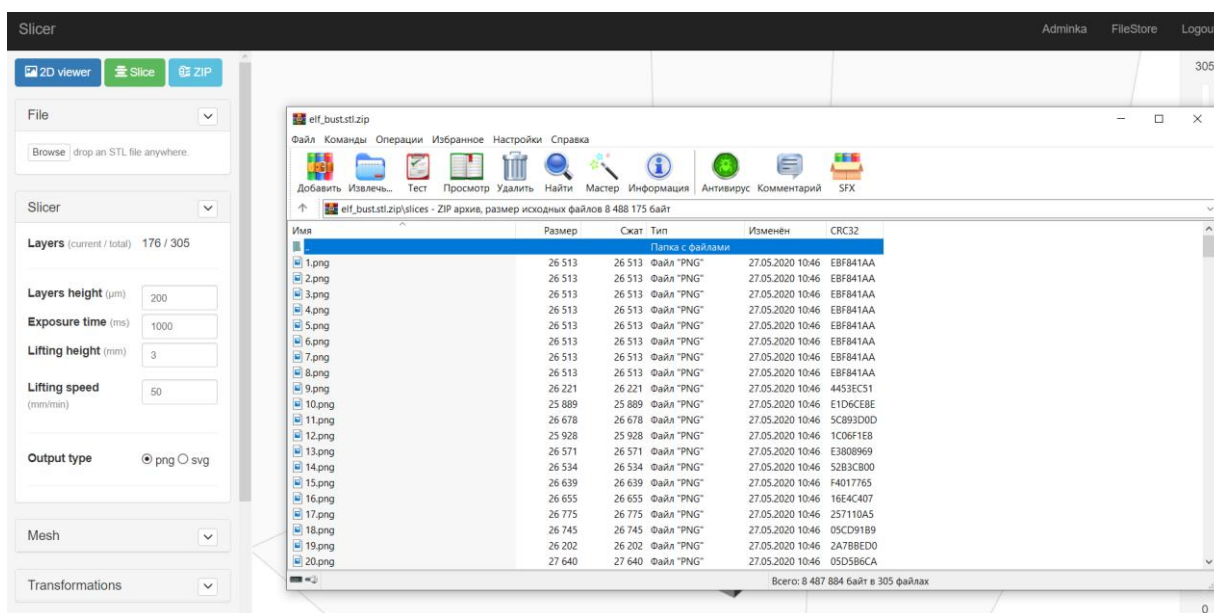 Slicer Adminka FileStore Logou
2D viewer Slice ZIP
305
File
Browse drop an STL file anywhere.
Slicer
Layers (current / total) 176 / 305
Layers height (µm) 200
Exposure time (ms) 1000
Lifting height (mm) 3
Lifting speed 50
(mm/min)
Output type png svg
Mesh
Transformations
elf_bust.stl.zip
Файл Команды Операции Избранное Настройки Справка
Добавить Извлечь... Тест Просмотр Удалить Найти Мастер Информация Антивирус Комментарий SFX
elf_bust.stl.zip\slices - ZIP архив, размер исходных файлов 8 488 175 байт
Имя Размер Сжат Тип Изменён CRC32
.. Папка с файлами
1.png 26 513 26 513 Файл "PNG" 27.05.2020 10:46 EBF841AA
2.png 26 513 26 513 Файл "PNG" 27.05.2020 10:46 EBF841AA
3.png 26 513 26 513 Файл "PNG" 27.05.2020 10:46 EBF841AA
4.png 26 513 26 513 Файл "PNG" 27.05.2020 10:46 EBF841AA
5.png 26 513 26 513 Файл "PNG" 27.05.2020 10:46 EBF841AA
6.png 26 513 26 513 Файл "PNG" 27.05.2020 10:46 EBF841AA
7.png 26 513 26 513 Файл "PNG" 27.05.2020 10:46 EBF841AA
8.png 26 513 26 513 Файл "PNG" 27.05.2020 10:46 EBF841AA
9.png 26 221 26 221 Файл "PNG" 27.05.2020 10:46 4453EC51
10.png 25 889 25 889 Файл "PNG" 27.05.2020 10:46 E1D6CE8E
11.png 26 678 26 678 Файл "PNG" 27.05.2020 10:46 5C893D0D
12.png 25 928 25 928 Файл "PNG" 27.05.2020 10:46 1C06F1E8
13.png 26 571 26 571 Файл "PNG" 27.05.2020 10:46 E3808969
14.png 26 534 26 534 Файл "PNG" 27.05.2020 10:46 52B3CB00
15.png 26 639 26 639 Файл "PNG" 27.05.2020 10:46 F4017765
16.png 26 655 26 655 Файл "PNG" 27.05.2020 10:46 16E4C407
17.png 26 775 26 775 Файл "PNG" 27.05.2020 10:46 257110A5
18.png 26 745 26 745 Файл "PNG" 27.05.2020 10:46 05CD91B9
19.png 26 202 26 202 Файл "PNG" 27.05.2020 10:46 2A7BBED0
20.png 27 640 27 640 Файл "PNG" 27.05.2020 10:46 05D5B6CA
Всего: 8 487 884 байт в 305 файлах
0